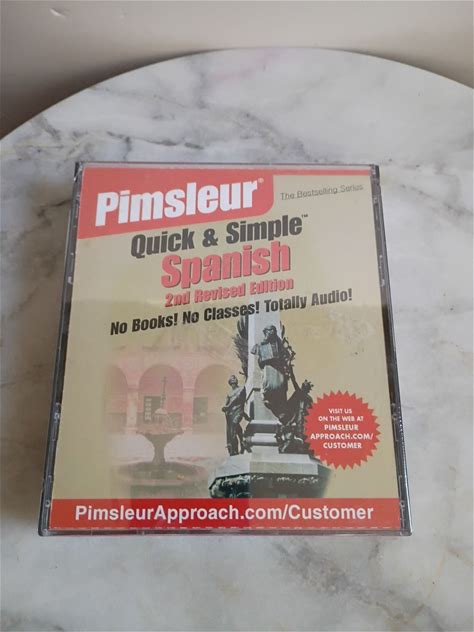 Pimsleur®
The Bestselling Series
Quick & Simple™
Spanish
2nd Revised Edition
No Books! No Classes! Totally Audio!
VISIT US
ON THE WEB AT
PIMSLEUR
APPROACH.COM/
CUSTOMER
PimsleurApproach.com/Customer